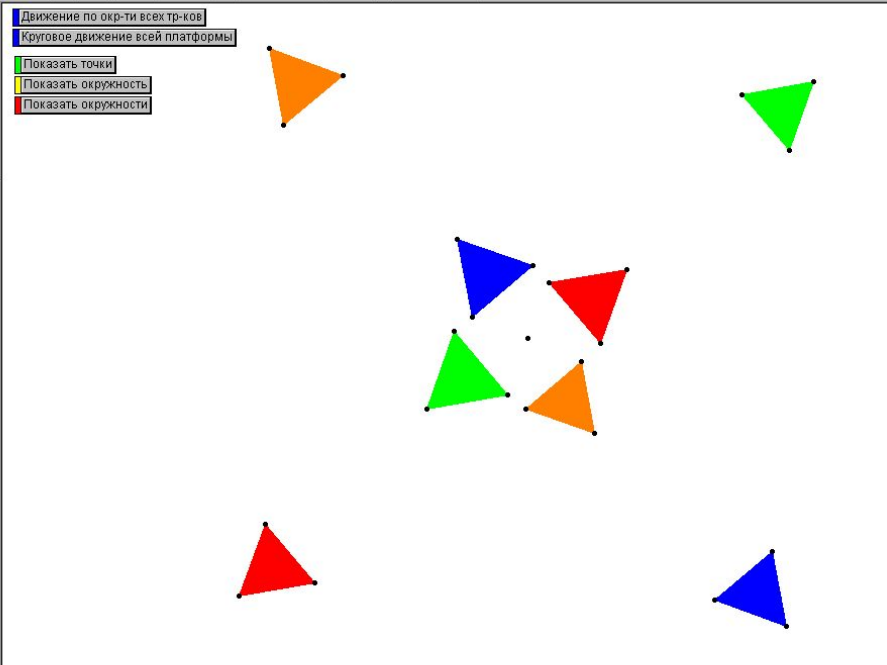 Движение по окр-ти всех тр-ков
Круговое движение всей платформы
Показать точки
Показать окружность
Показать окружности